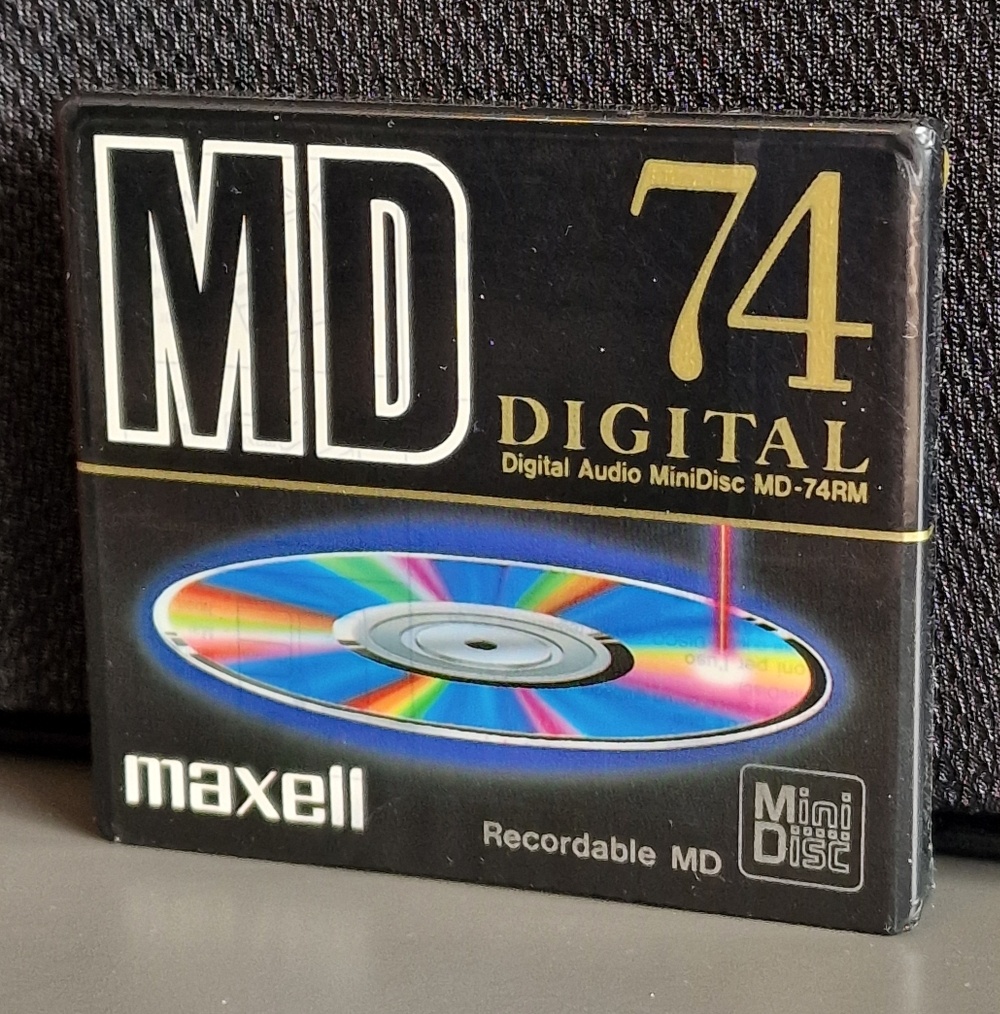 MD
74
DIGITAL
Digital Audio MiniDisc MD-74RM
maxell
Recordable MD
Mini
Disc